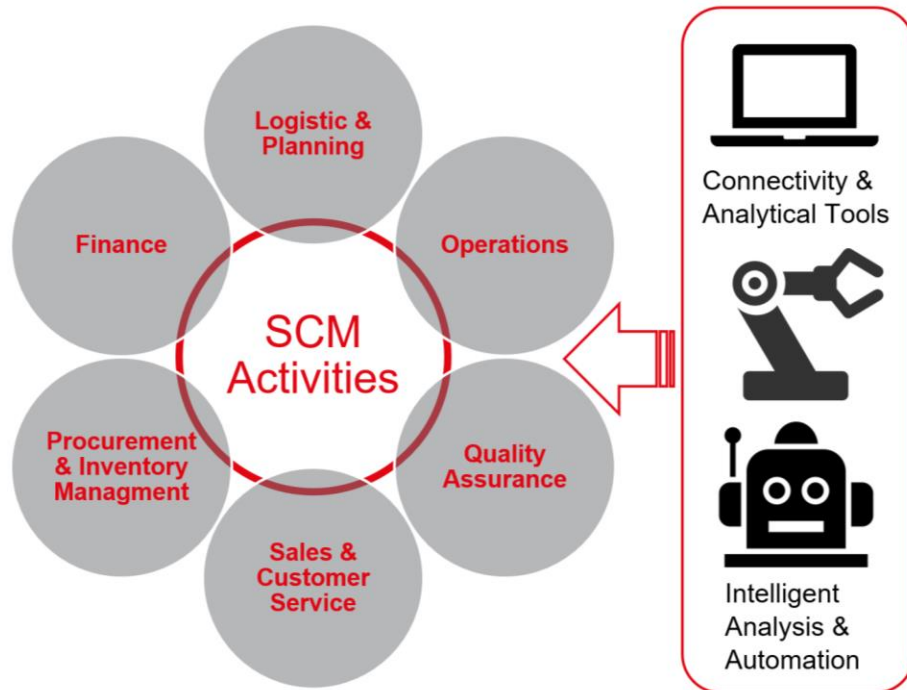 Logistic &
Planning
Finance
Operations
SCM
Activities
Procurement
& Inventory
Managment
Quality
Assurance
Sales &
Customer
Service
Connectivity &
Analytical Tools
Intelligent
Analysis &
Automation